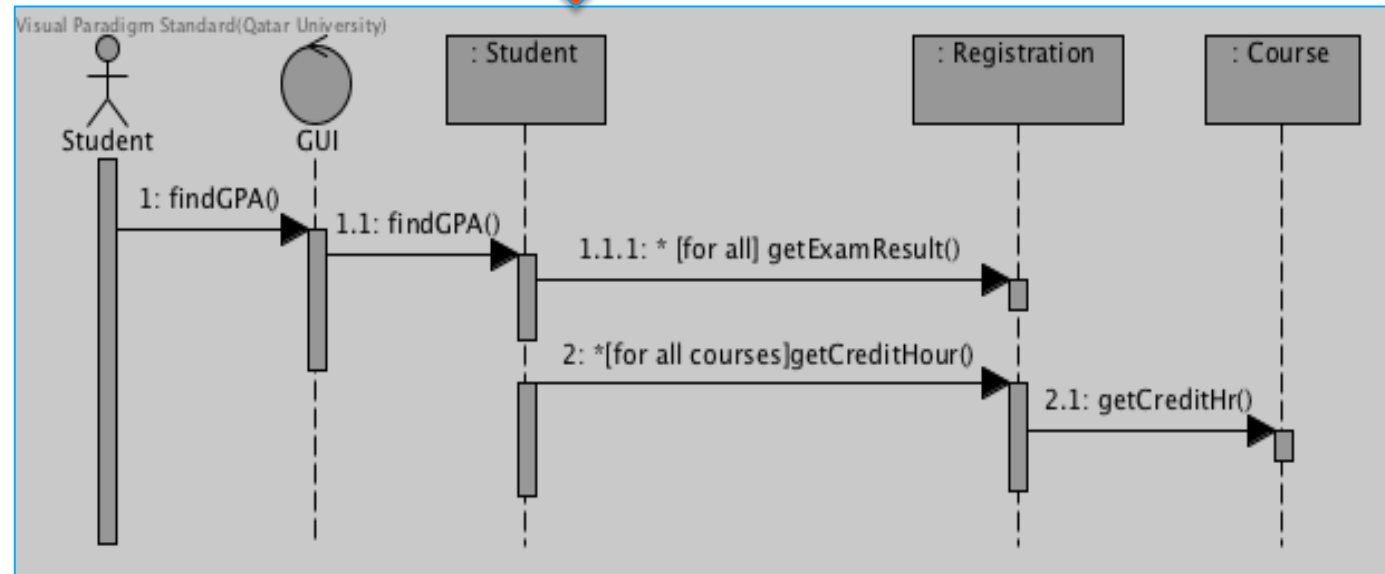 Visual Paradigm Standard(Qatar University)
: Student
: Registration
: Course
Student
GUI
1: findGPA()
1.1: findGPA()
1.1.1: * [for all] getExamResult()
2: *[for all courses]getCreditHour()
2.1: getCreditHr()